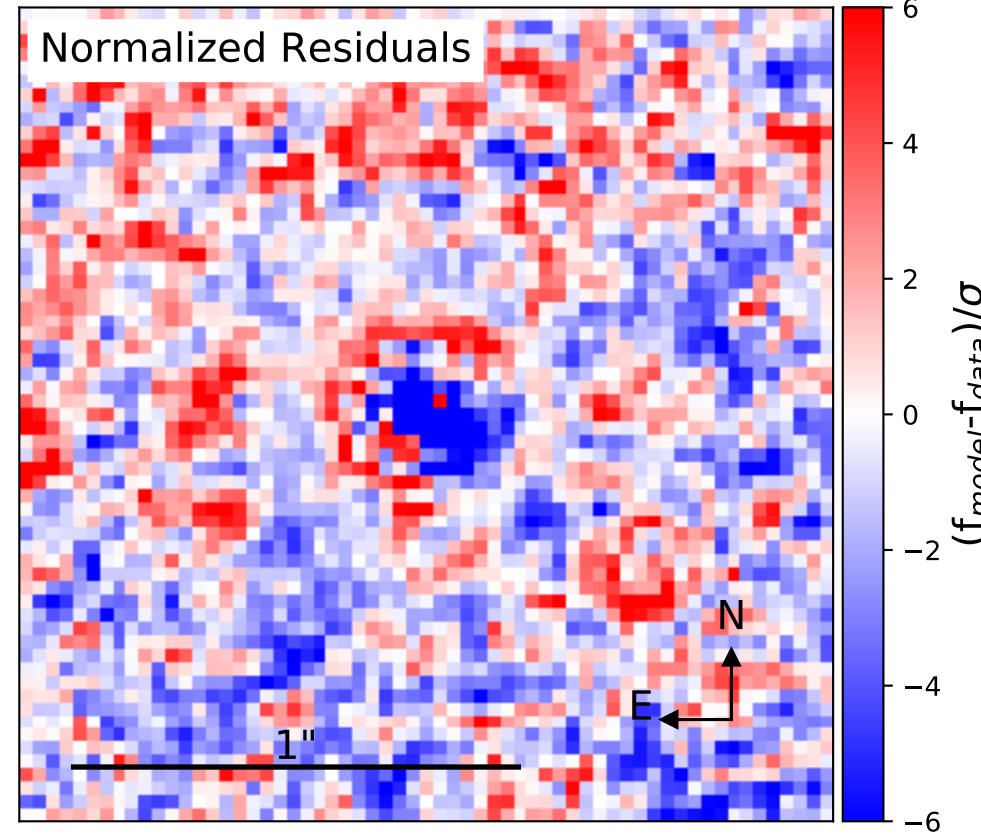 Normalized Residuals
6
4
2
0
−2
−4
−6
(f_model-f_data)/σ
N
E
1"